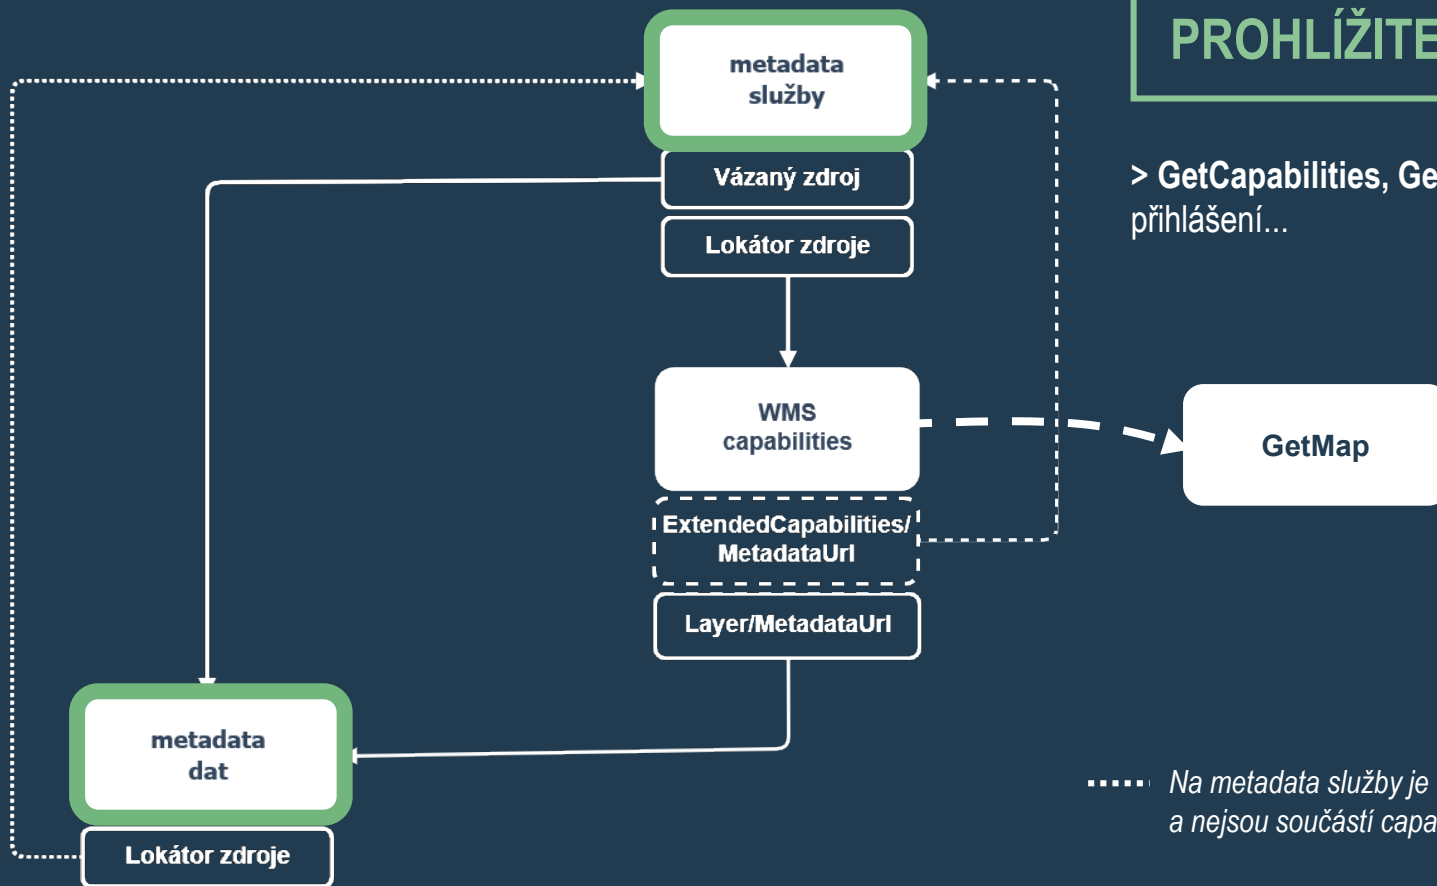 PROHLÍŽITE
metadata
služby
Vázaný zdroj
> GetCapabilities, Ge
přihlášení...
Lokátor zdroje
WMS
capabilities
GetMap
ExtendedCapabilities/
MetadataUrl
Layer/MetadataUrl
metadata
dat
Na metadata služby je
a nejsou součástí capa
Lokátor zdroje